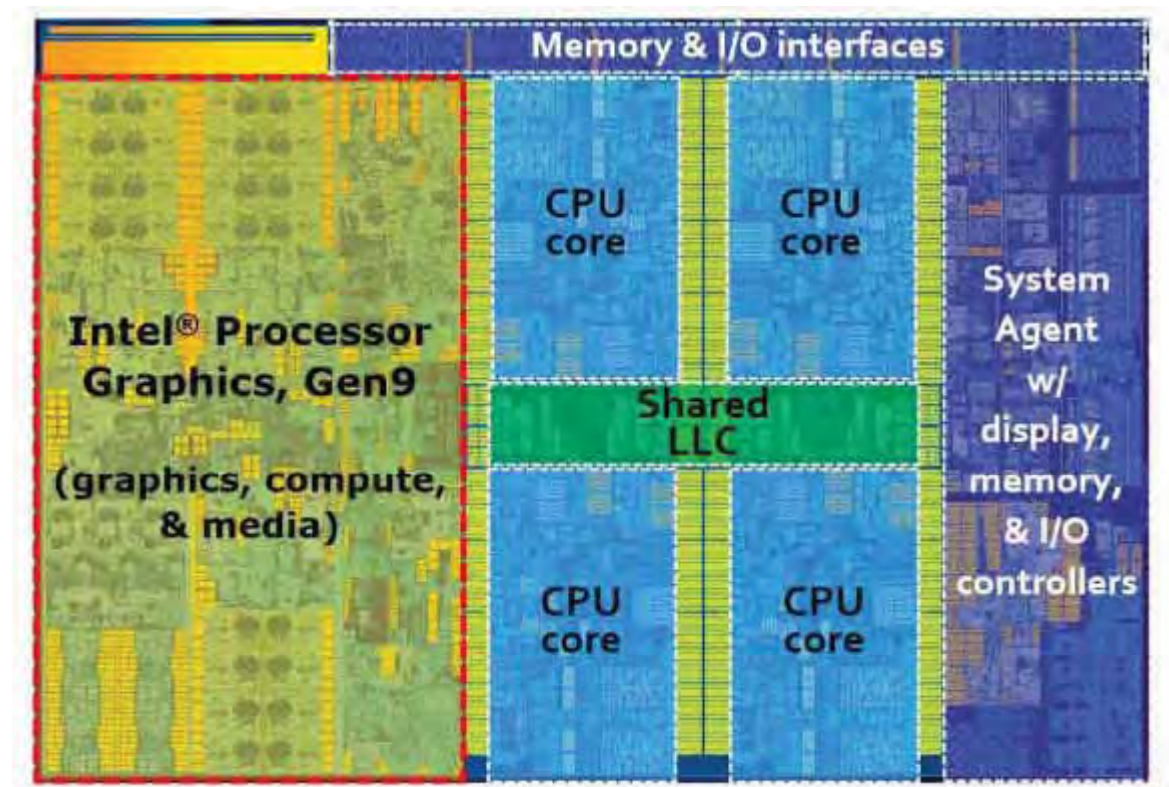 Memory & I/O interfaces
CPU
core
CPU
core
Intel® Processor
Graphics, Gen9
(graphics, compute,
& media)
Shared
LLC
System
Agent
w/
display,
memory,
& I/O
controllers
CPU
core
CPU
core